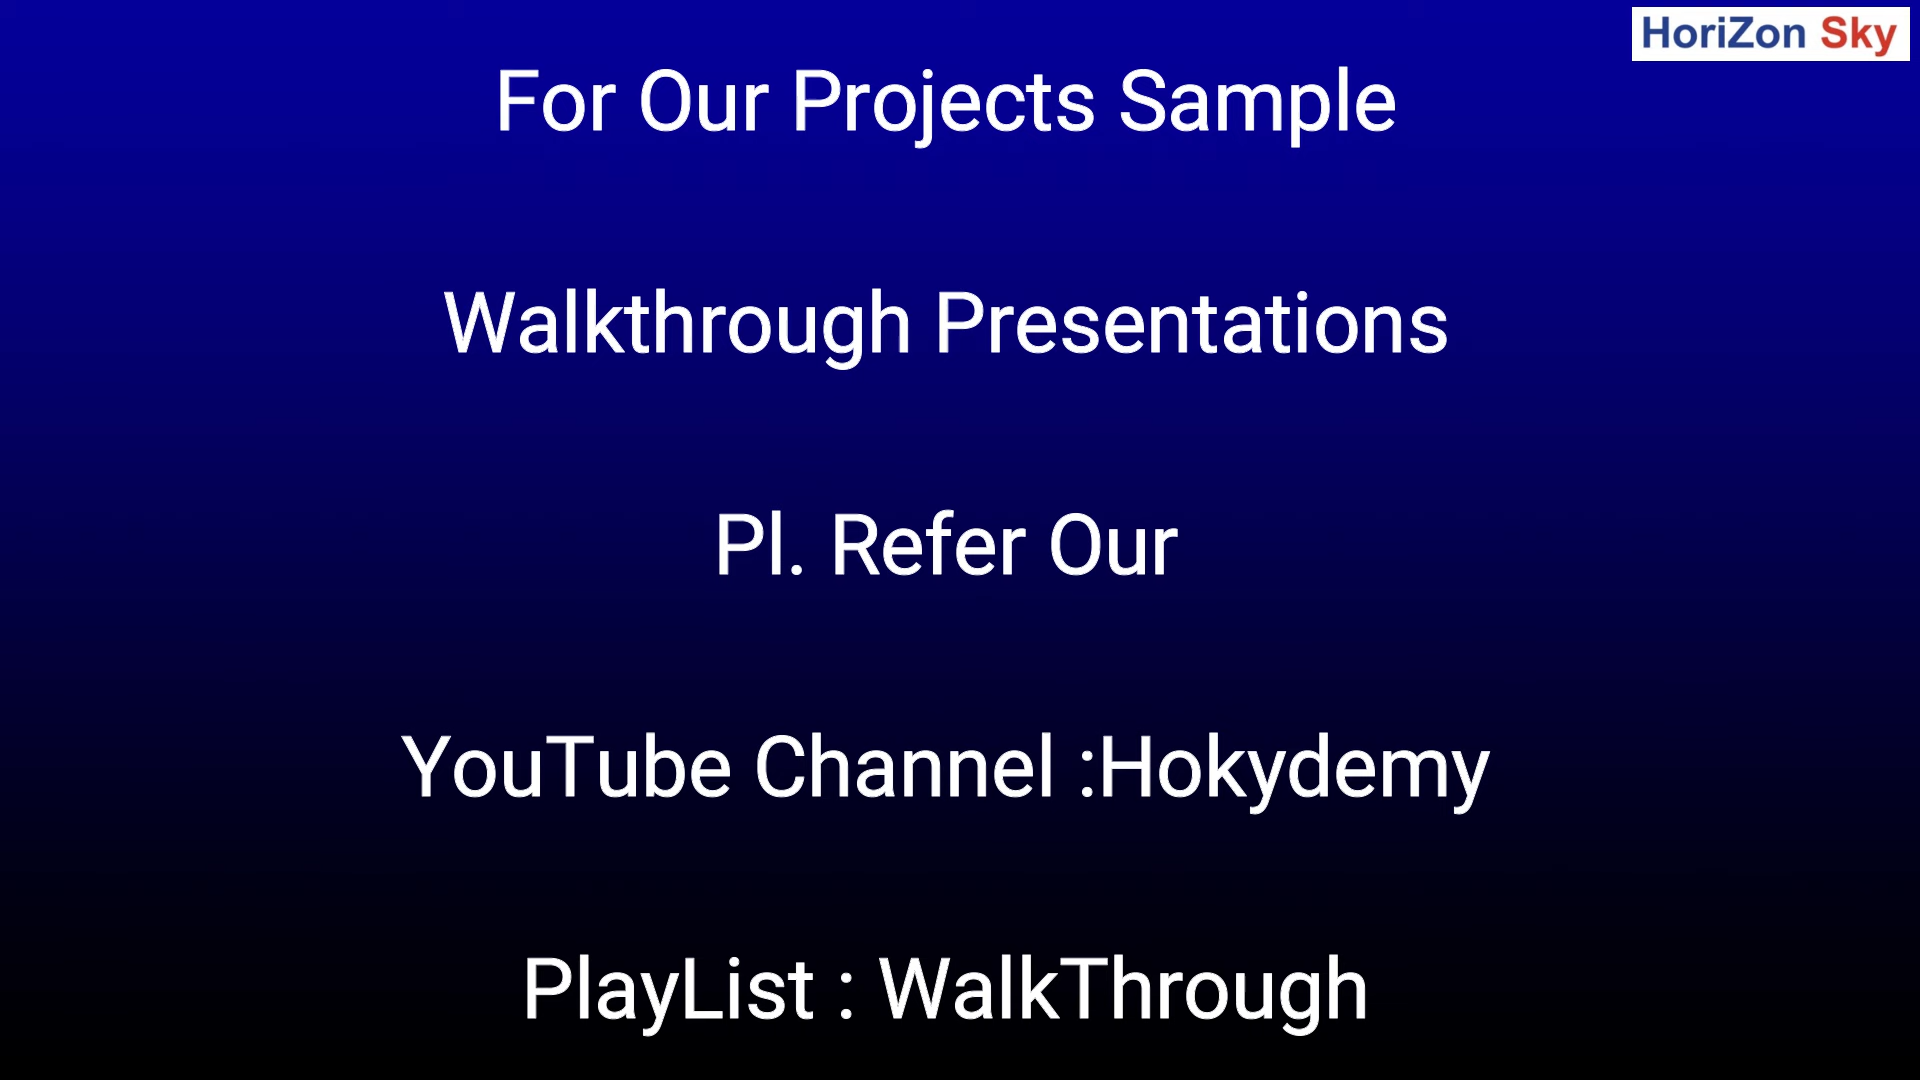 HoriZon Sky
For Our Projects Sample
Walkthrough Presentations
Pl. Refer Our
YouTube Channel :Hokydemy
PlayList : WalkThrough